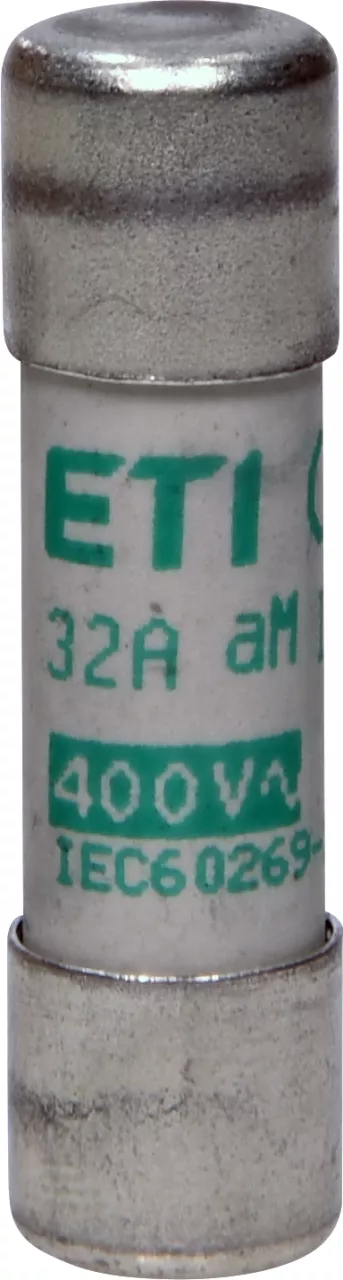 ETI
32A aM
400V~
IEC60269-